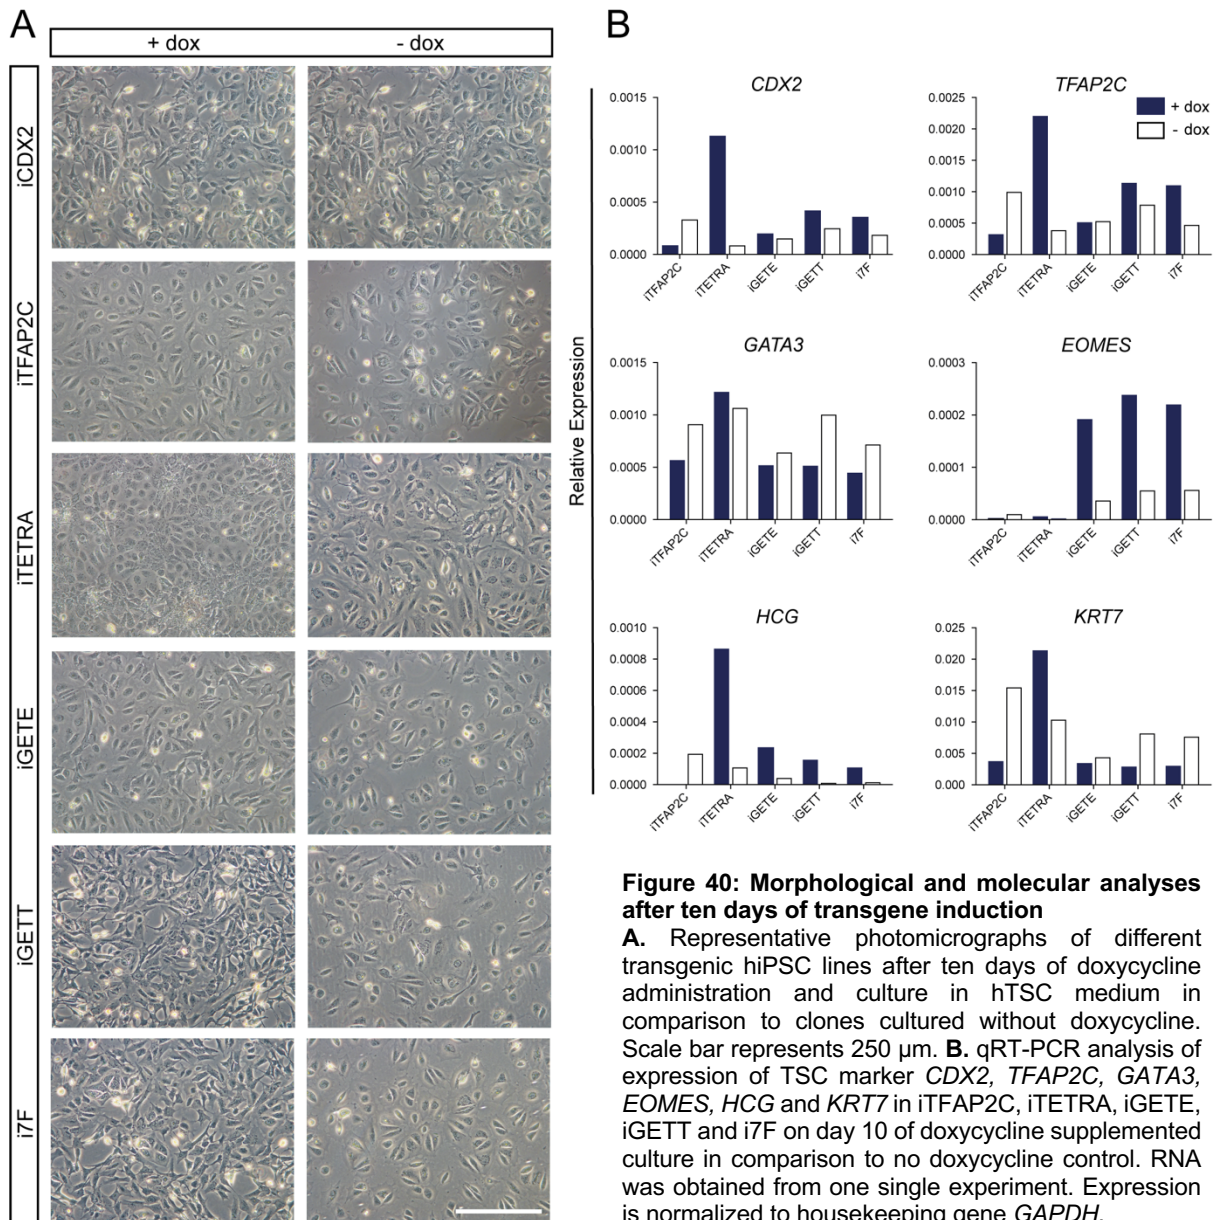 A
+ dox
- dox
iCDX2
iTFAP2C
iTETRA
iGETE
iGETT
i7F
B
Relative Expression
CDX2
0.0015
0.0010
0.0005
0.0000
iTFAP2C
iTETRA
iGETE
iGETT
i7F
TFAP2C
+ dox
- dox
0.0025
0.0020
0.0015
0.0010
0.0005
0.0000
iTFAP2C
iTETRA
iGETE
iGETT
i7F
GATA3
0.0015
0.0010
0.0005
0.0000
iTFAP2C
iTETRA
iGETE
iGETT
i7F
EOMES
0.0003
0.0002
0.0001
0.0000
iTFAP2C
iTETRA
iGETE
iGETT
i7F
HCG
0.0010
0.0008
0.0006
0.0004
0.0002
0.0000
iTFAP2C
iTETRA
iGETE
iGETT
i7F
KRT7
0.025
0.020
0.015
0.010
0.005
0.000
iTFAP2C
iTETRA
iGETE
iGETT
i7F
Figure 40: Morphological and molecular analyses
after ten days of transgene induction
A. Representative photomicrographs of different
transgenic hiPSC lines after ten days of doxycycline
administration and culture in hTSC medium in
comparison to clones cultured without doxycycline.
Scale bar represents 250 µm. B. qRT-PCR analysis of
expression of TSC marker CDX2, TFAP2C, GATA3,
EOMES, HCG and KRT7 in iTFAP2C, iTETRA, iGETE,
iGETT and i7F on day 10 of doxycycline supplemented
culture in comparison to no doxycycline control. RNA
was obtained from one single experiment. Expression
is normalized to housekeeping gene GAPDH.